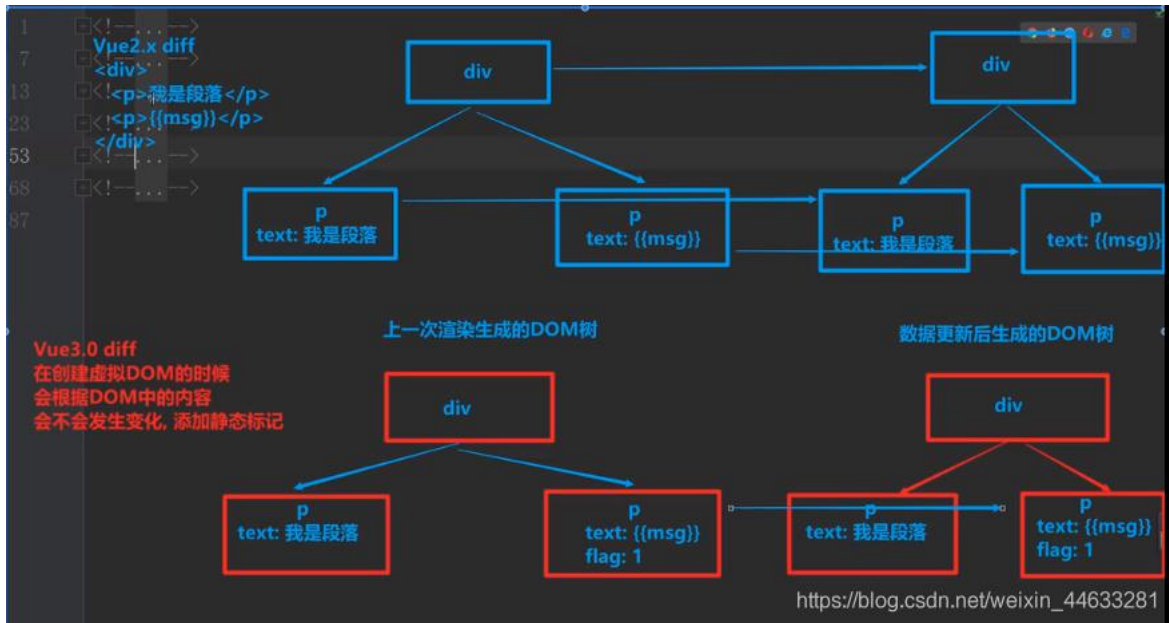 1
7
13
23
53
68
87
<!--...-->
Vue2.x diff
<div>
<p>我是段落</p>
<p>{{msg}}</p>
</div>
<!--...-->
<!--...-->
div
div
p
text: 我是段落
p
text: {{msg}}
p
text: 我是段落
p
text: {{msg}}
上一次渲染生成的DOM树
数据更新后生成的DOM树
Vue3.0 diff
在创建虚拟DOM的时候
会根据DOM中的内容
会不会发生变化, 添加静态标记
div
div
p
text: 我是段落
p
text: {{msg}}
flag: 1
p
text: 我是段落
p
text: {{msg}}
flag: 1
https://blog.csdn.net/weixin_44633281